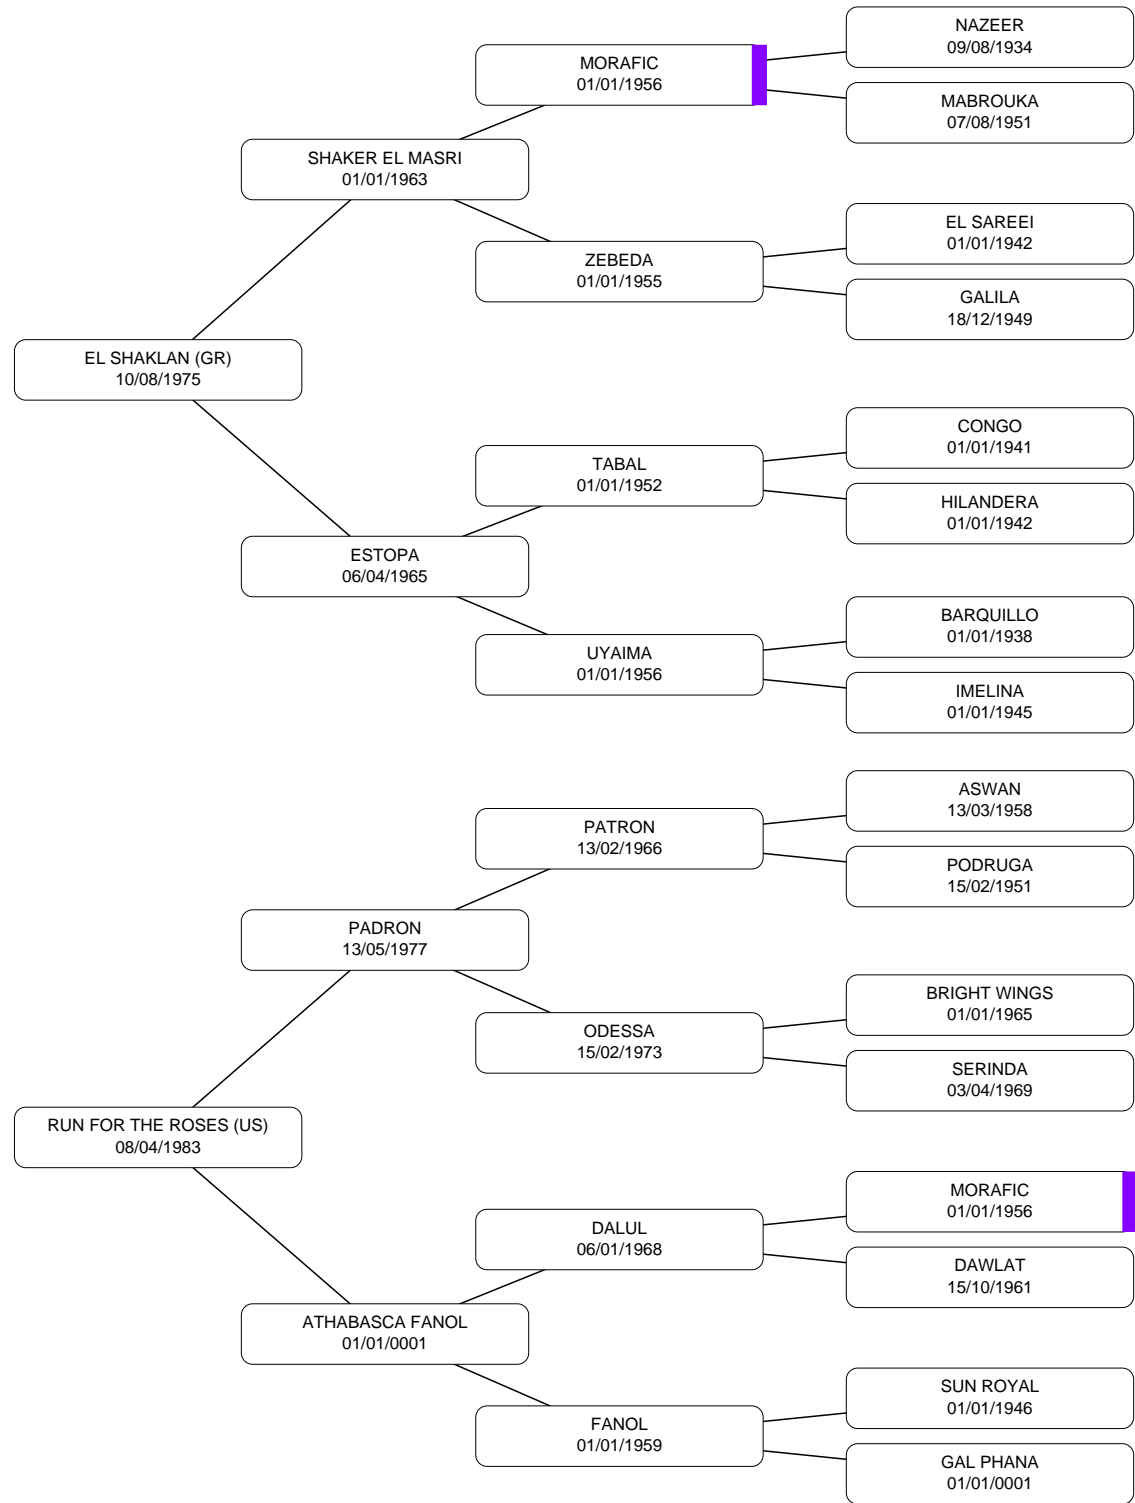 NAZEER
09/08/1934
MORAFIC
01/01/1956
MABROUKA
07/08/1951
SHAKER EL MASRI
01/01/1963
EL SAREEI
01/01/1942
ZEBEDA
01/01/1955
GALILA
18/12/1949
EL SHAKLAN (GR)
10/08/1975
CONGO
01/01/1941
TABAL
01/01/1952
HILANDERA
01/01/1942
ESTOPA
06/04/1965
BARQUILLO
01/01/1938
UYAIMA
01/01/1956
IMELINA
01/01/1945
ASWAN
13/03/1958
PATRON
13/02/1966
PODRUGA
15/02/1951
PADRON
13/05/1977
BRIGHT WINGS
01/01/1965
ODESSA
15/02/1973
SERINDA
03/04/1969
RUN FOR THE ROSES (US)
08/04/1983
MORAFIC
01/01/1956
DALUL
06/01/1968
DAWLAT
15/10/1961
ATHABASCA FANOL
01/01/0001
SUN ROYAL
01/01/1946
FANOL
01/01/1959
GAL PHANA
01/01/0001